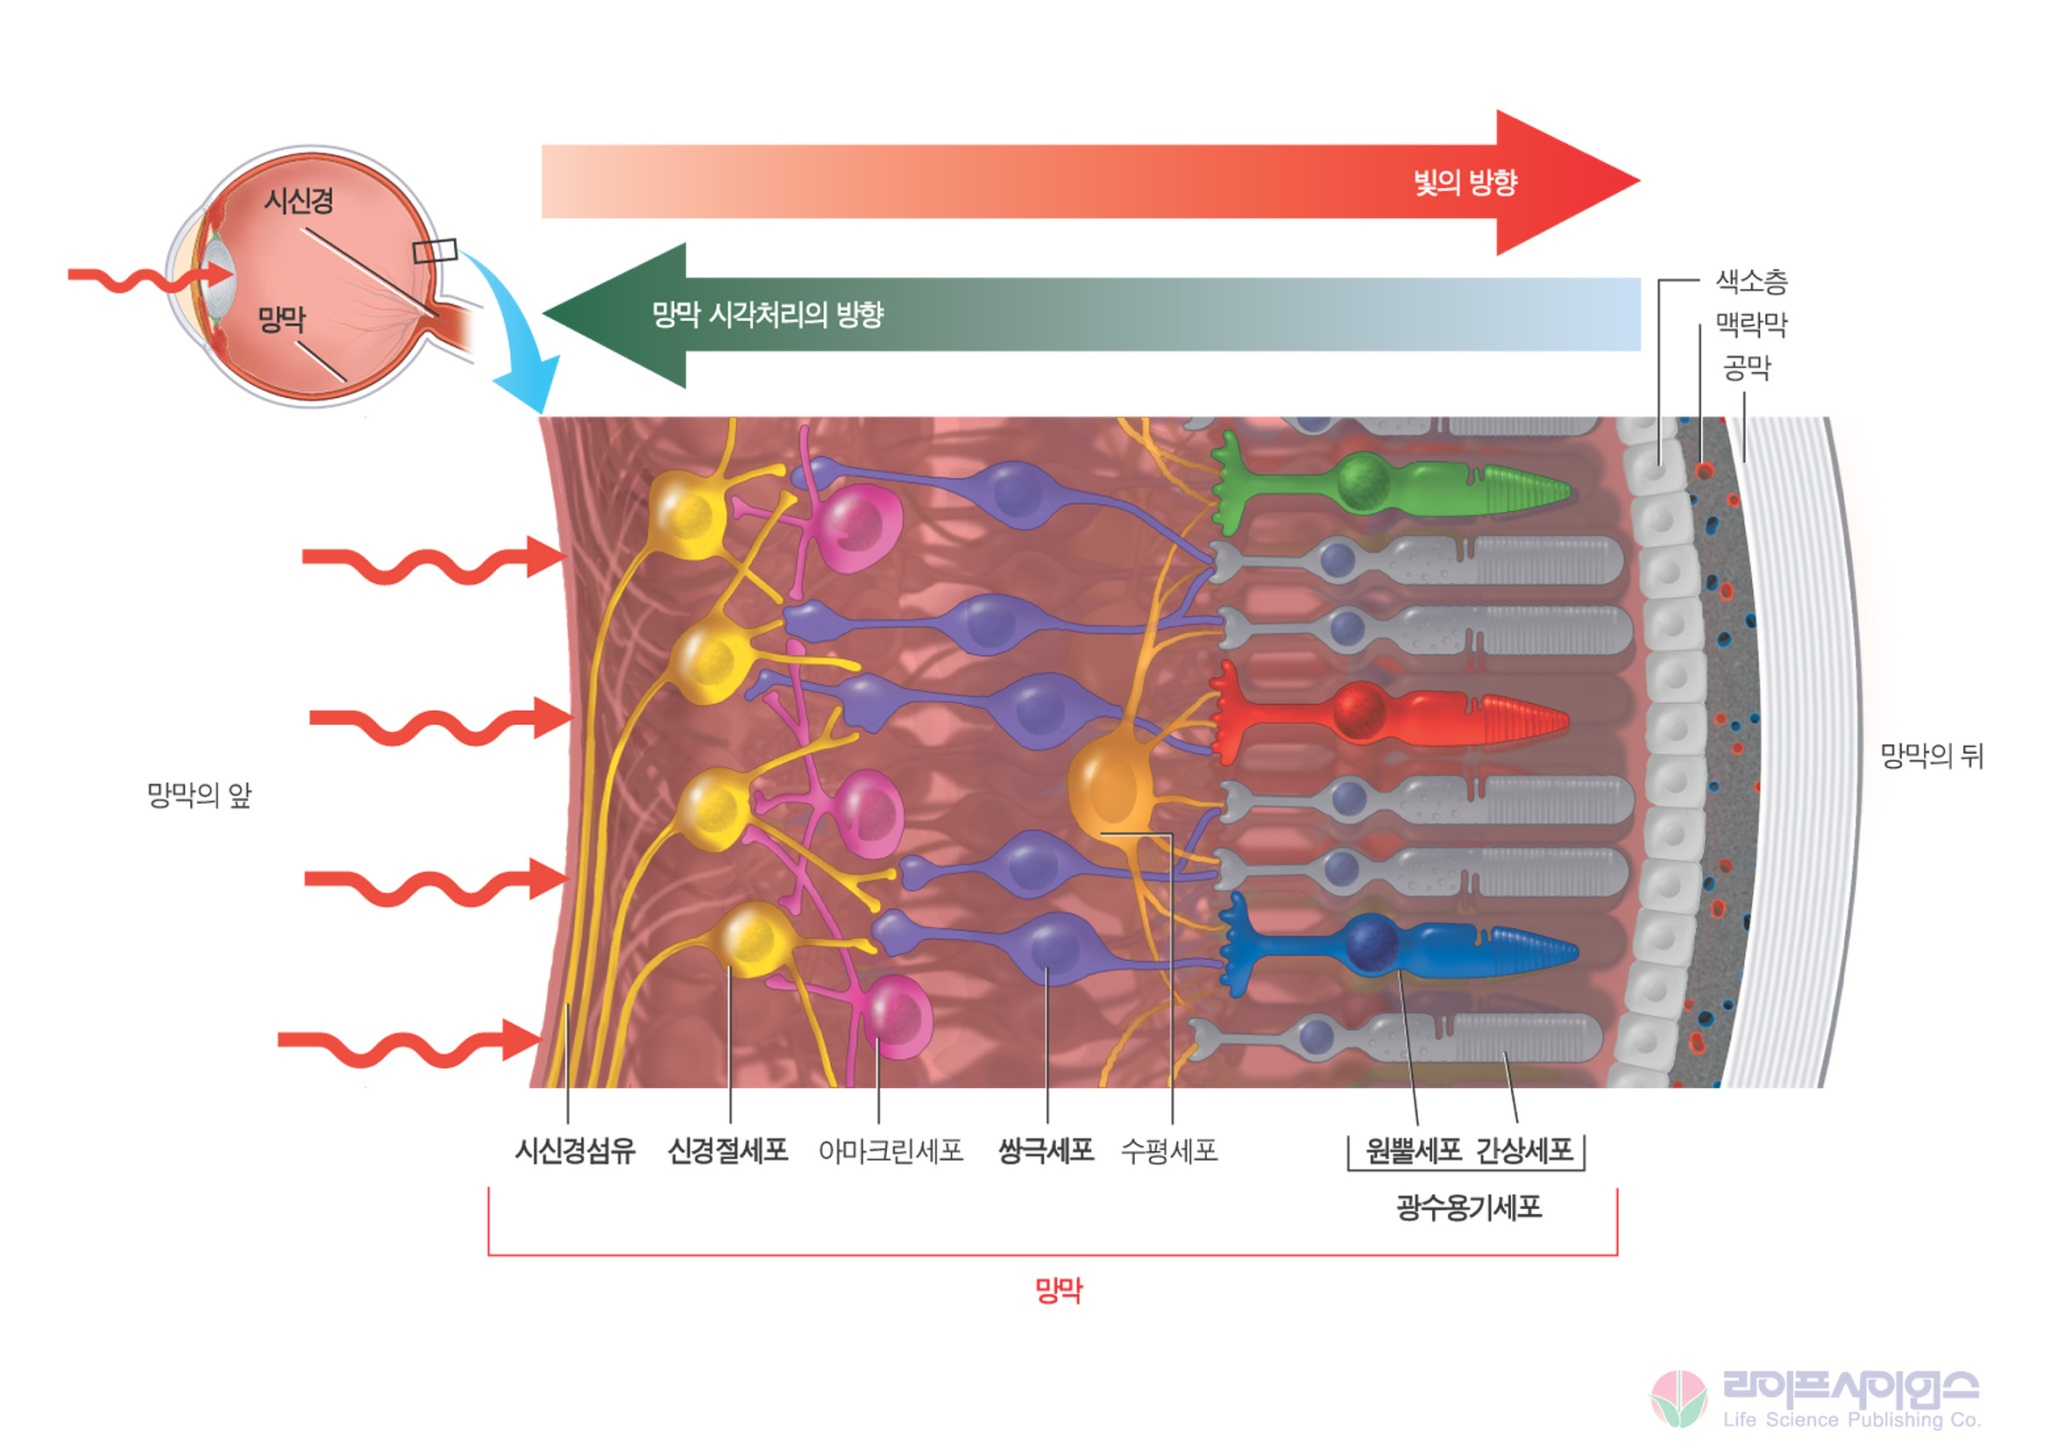 빛의 방향
시신경
망막
망막 시각처리의 방향
색소층
맥락막
공막
망막의 앞
망막의 뒤
시신경섬유 신경절세포 아마크린세포 쌍극세포 수평세포 원뿔세포 간상세포
광수용기세포
망막
라이프사이언스
Life Science Publishing Co.